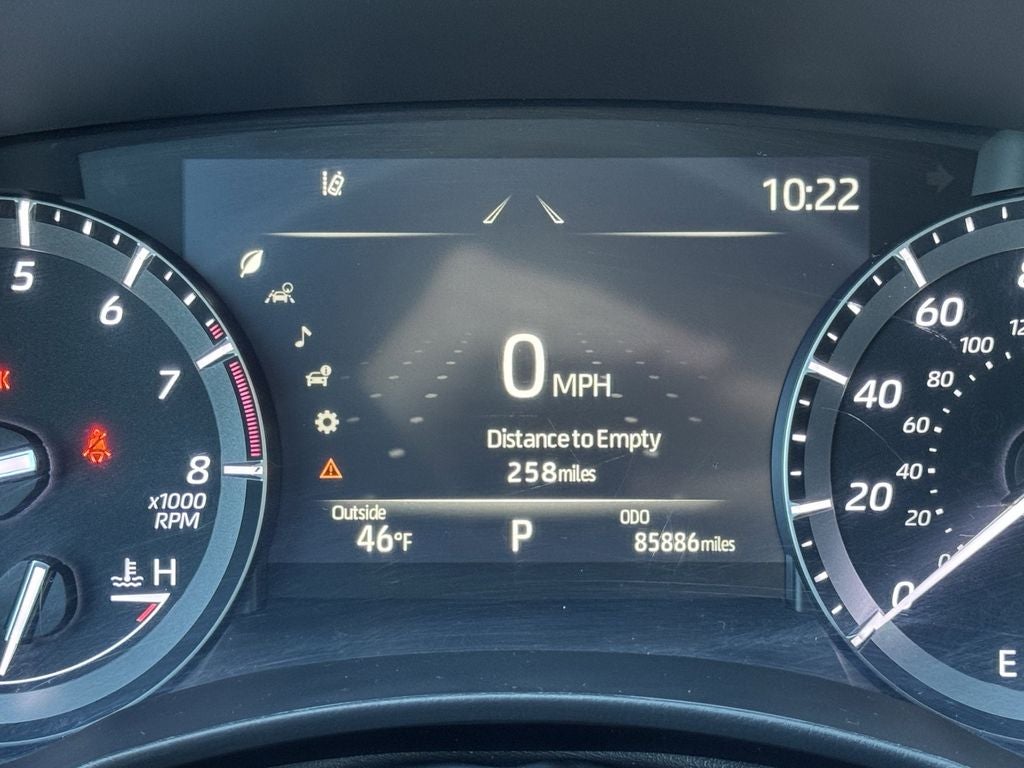 10:22
5
6
7
8
x1000
RPM
H
0 MPH
Distance to Empty
258 miles
Outside
46°F
P
ODO
85886 miles
60
100
40
80
60
20
40
20
0
E